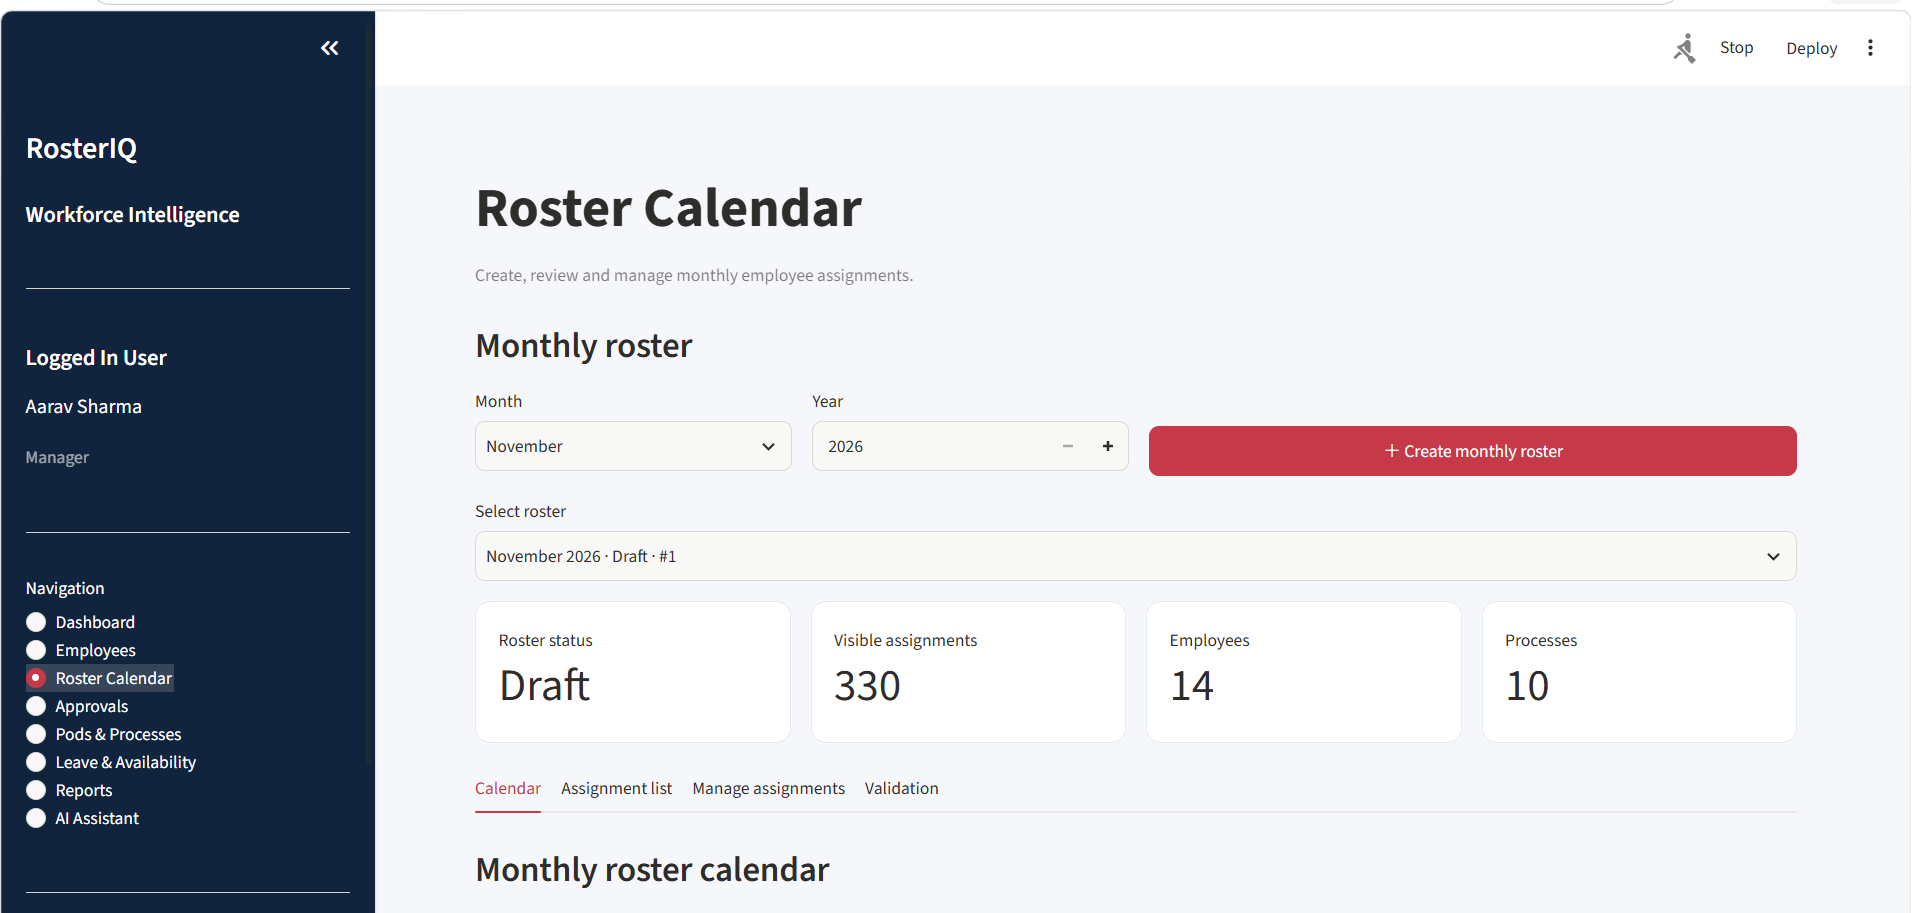 Stop
Deploy
RosterIQ
Workforce Intelligence
Logged In User
Aarav Sharma
Manager
Navigation
Dashboard
Employees
Roster Calendar
Approvals
Pods & Processes
Leave & Availability
Reports
AI Assistant
Roster Calendar
Create, review and manage monthly employee assignments.
Monthly roster
Month
Year
November
2026
+ Create monthly roster
Select roster
November 2026 · Draft · #1
Roster status
Draft
Visible assignments
330
Employees
14
Processes
10
Calendar
Assignment list
Manage assignments
Validation
Monthly roster calendar